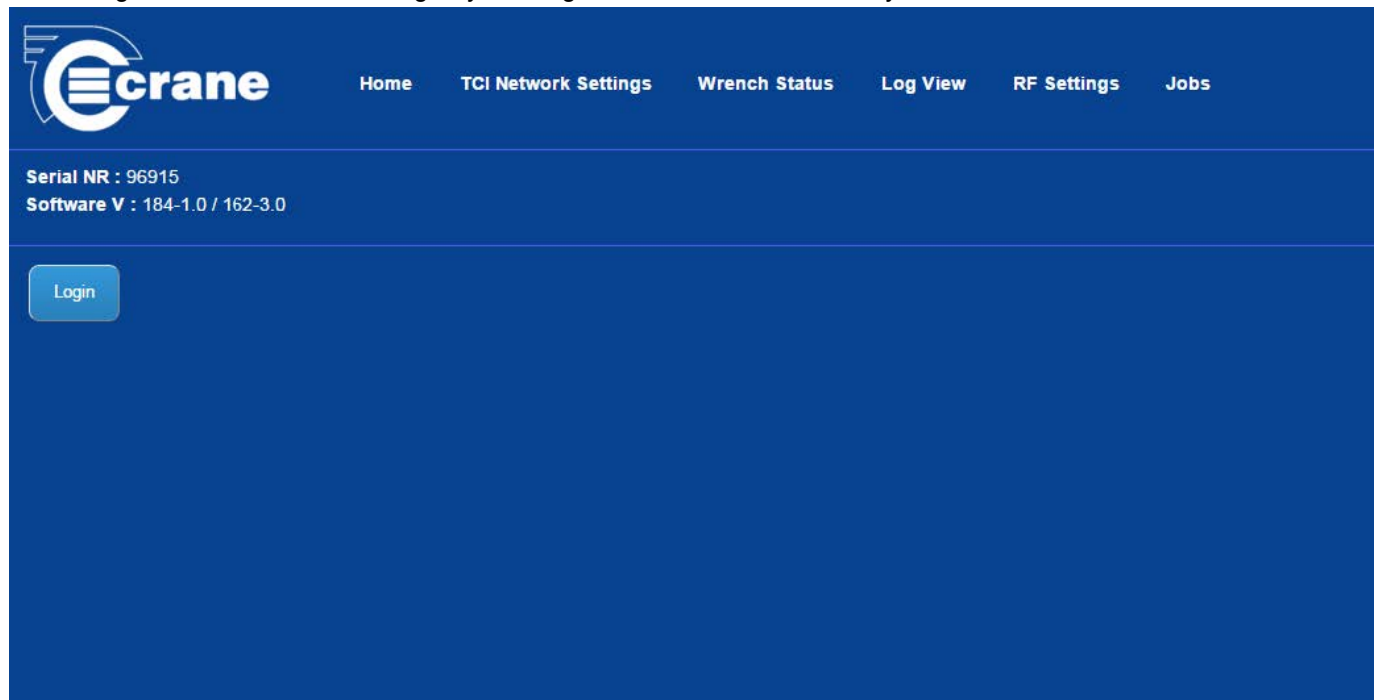 crane
Home TCI Network Settings Wrench Status Log View RF Settings Jobs
Serial NR : 96915
Software V : 184-1.0 / 162-3.0
Login